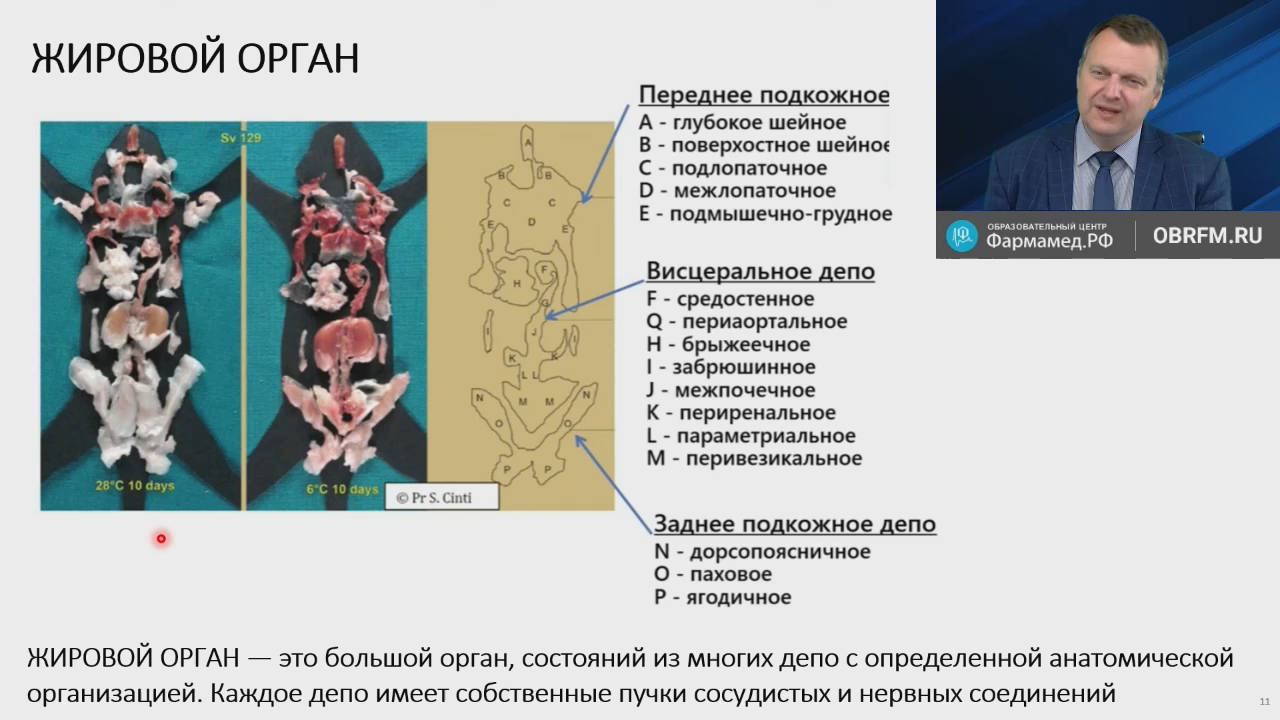 ЖИРОВОЙ ОРГАН
Sv 129
28°C 10 days
6°C 10 days
© Pr S. Cinti
A
B
B
C
C
D
E
E
F
G
H
I
I
J
K
K
L L
N
M M
N
O
O
P
P
Переднее подкожное
A - глубокое шейное
B - поверхостное шейное
C - подлопаточное
D - межлопаточное
E - подмышечно-грудное
Висцеральное депо
F - средостенное
Q - периаортальное
H - брыжеечное
I - забрюшинное
J - межпочечное
K - периренальное
L - параметриальное
M - перивезикальное
Заднее подкожное депо
N - дорсопоясничное
O - паховое
P - ягодичное
ОБРАЗОВАТЕЛЬНЫЙ ЦЕНТР
Фармамед.РФ
OBRFM.RU
ЖИРОВОЙ ОРГАН — это большой орган, состояний из многих депо с определенной анатомической
организацией. Каждое депо имеет собственные пучки сосудистых и нервных соединений
11